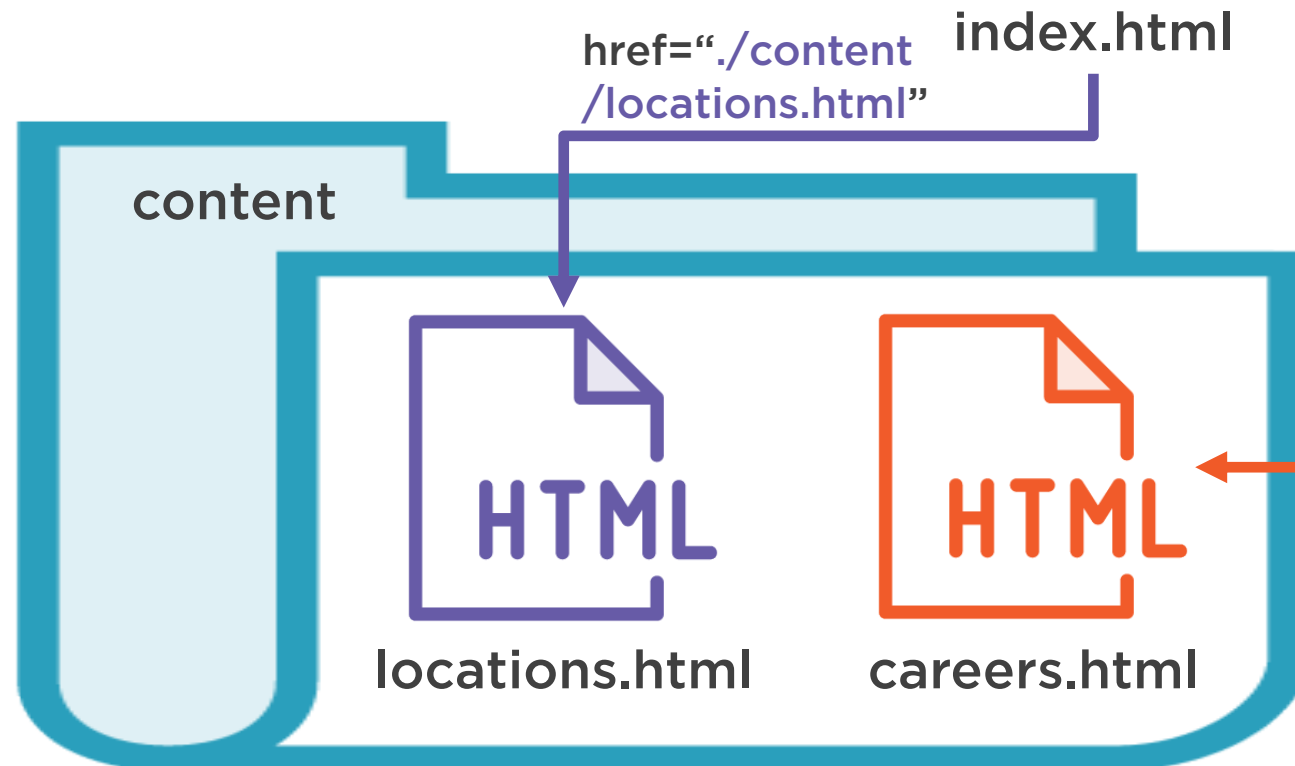 index.html
href=“./content
/locations.html”
content
HTML
HTML
locations.html
careers.html